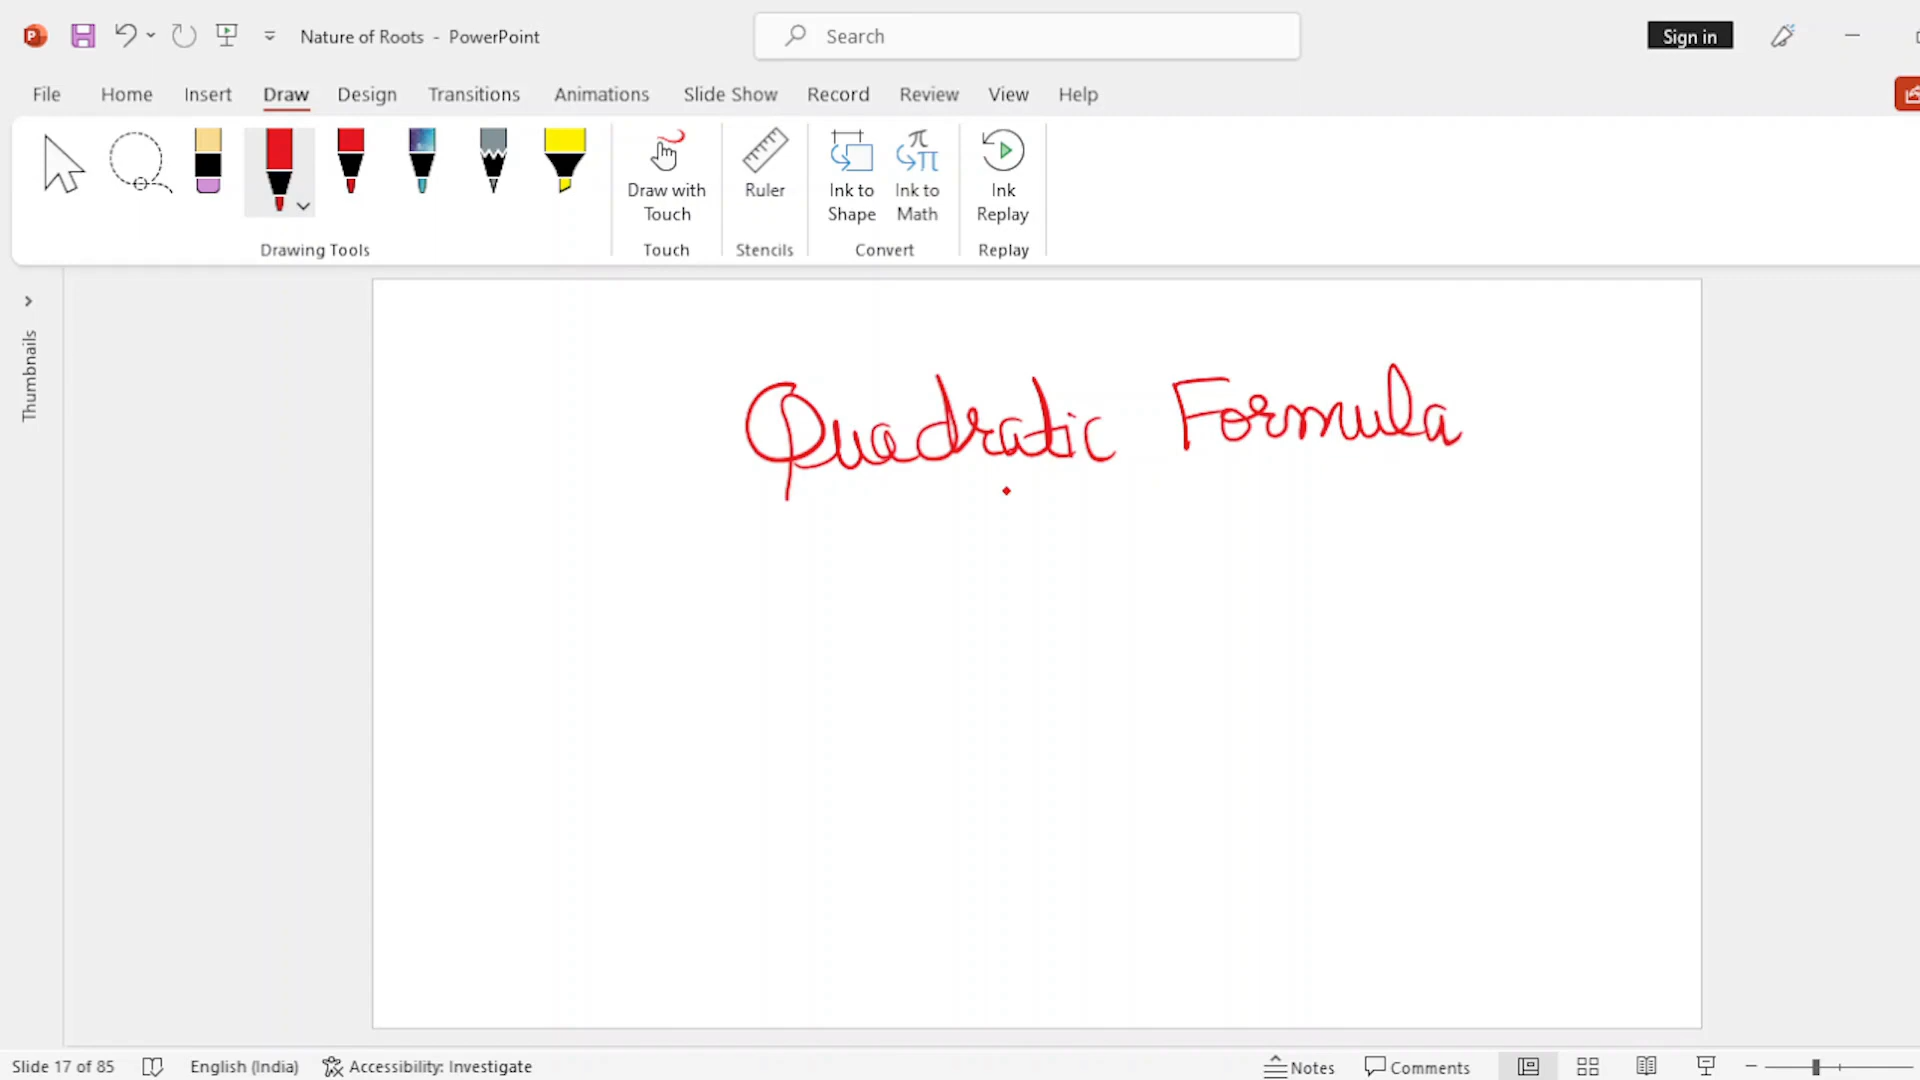 Nature of Roots - PowerPoint
Search
Sign in
File Home Insert Draw Design Transitions Animations Slide Show Record Review View Help
Draw with Touch
Ruler
Ink to Shape
Ink to Math
Ink Replay
Drawing Tools Touch Stencils Convert Replay
Thumbnails
Quadratic Formula
Slide 17 of 85 English (India) Accessibility: Investigate Notes Comments